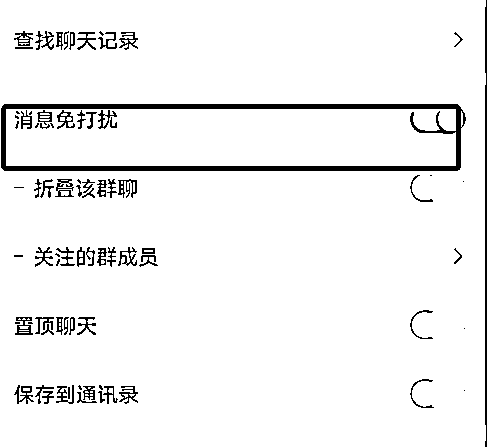 查找聊天记录
消息免打扰
- 折叠该群聊
- 关注的群成员
置顶聊天
保存到通讯录